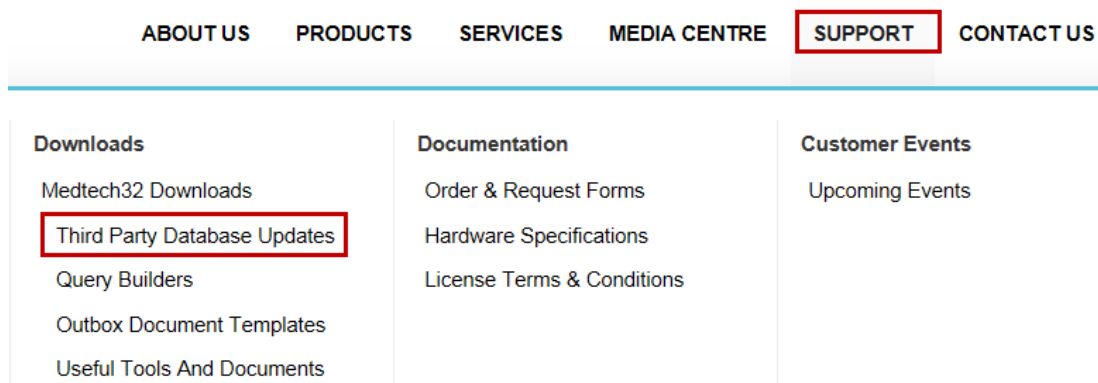 ABOUT US PRODUCTS SERVICES MEDIA CENTRE SUPPORT CONTACT US
Downloads
Medtech32 Downloads
Third Party Database Updates
Query Builders
Outbox Document Templates
Useful Tools And Documents
Documentation
Order & Request Forms
Hardware Specifications
License Terms & Conditions
Customer Events
Upcoming Events